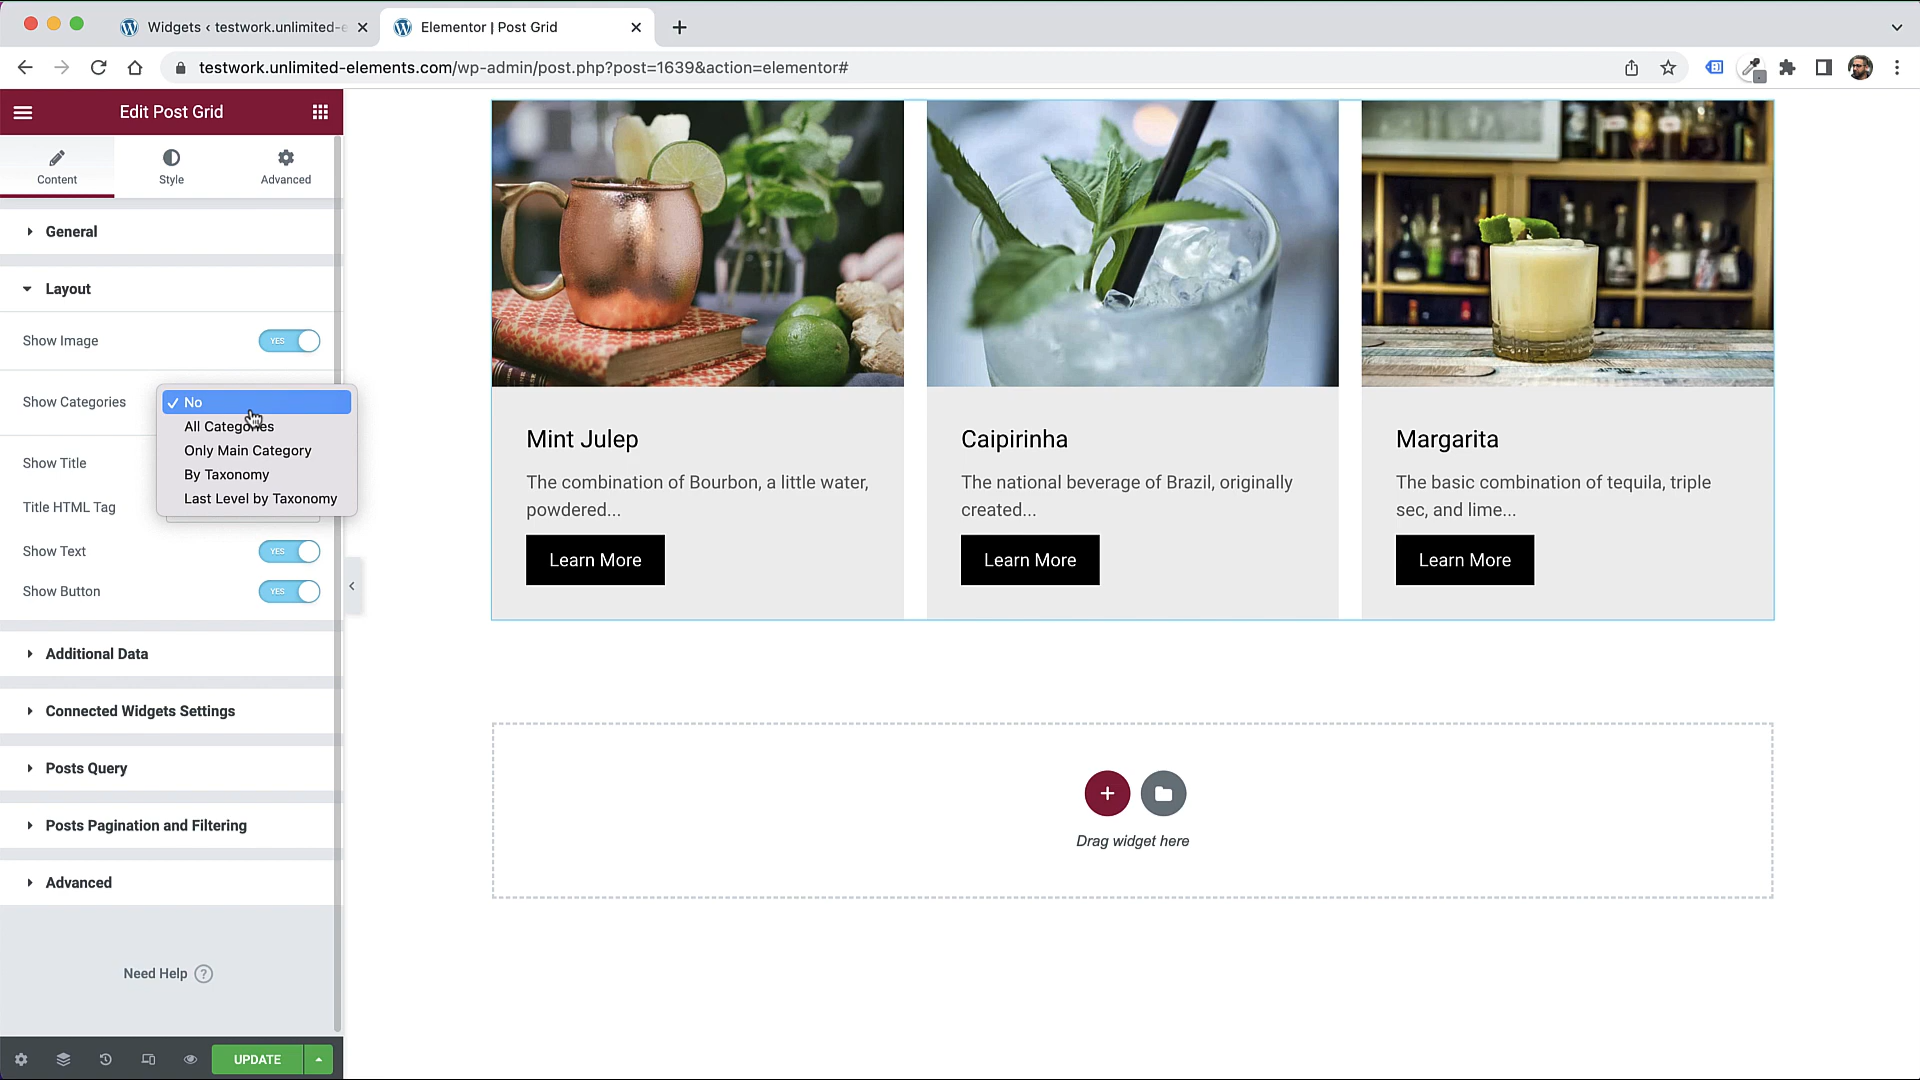 Widgets ‹ testwork.unlimited-e
Elementor | Post Grid
testwork.unlimited-elements.com/wp-admin/post.php?post=1639&action=elementor#
Edit Post Grid
Content
Style
Advanced
General
Layout
Show Image
YES
Show Categories
✓ No
All Categories
Only Main Category
By Taxonomy
Last Level by Taxonomy
Show Title
Title HTML Tag
Show Text
YES
Show Button
YES
Additional Data
Connected Widgets Settings
Posts Query
Posts Pagination and Filtering
Advanced
Need Help ?
UPDATE
Mint Julep
The combination of Bourbon, a little water,
powdered...
Learn More
Caipirinha
The national beverage of Brazil, originally
created...
Learn More
Margarita
The basic combination of tequila, triple
sec, and lime...
Learn More
Drag widget here